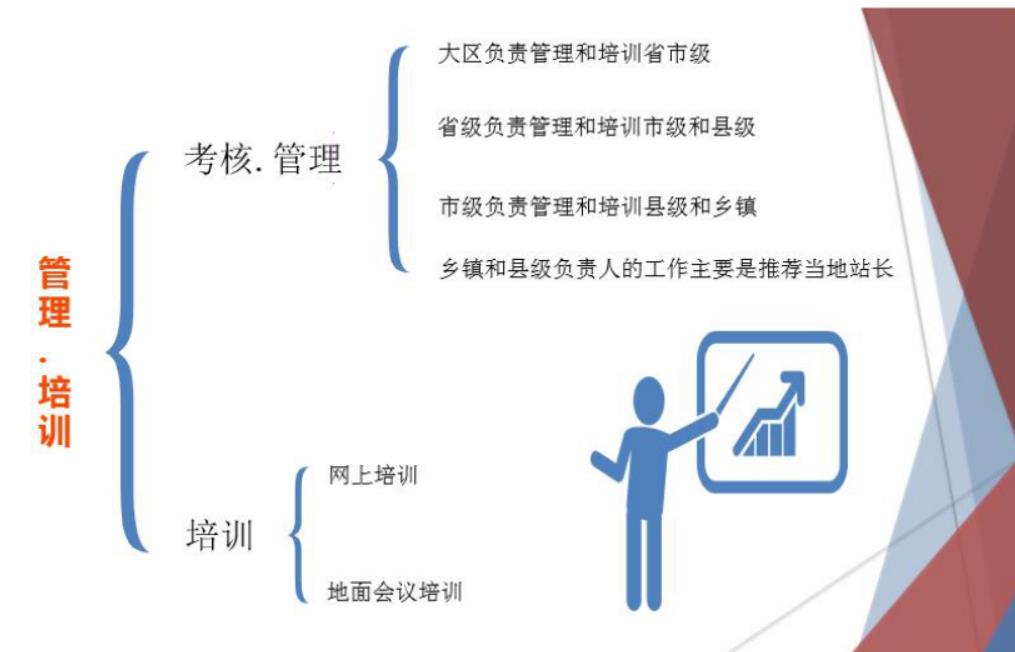 管理.培训
考核.管理
大区负责管理和培训省市级
省级负责管理和培训市级和县级
市级负责管理和培训县级和乡镇
乡镇和县级负责人的工作主要是推荐当地站长
培训
网上培训
地面会议培训